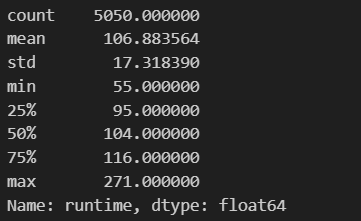 count    5050.000000
mean      106.883564
std        17.318390
min        55.000000
25%        95.000000
50%       104.000000
75%       116.000000
max       271.000000
Name: runtime, dtype: float64